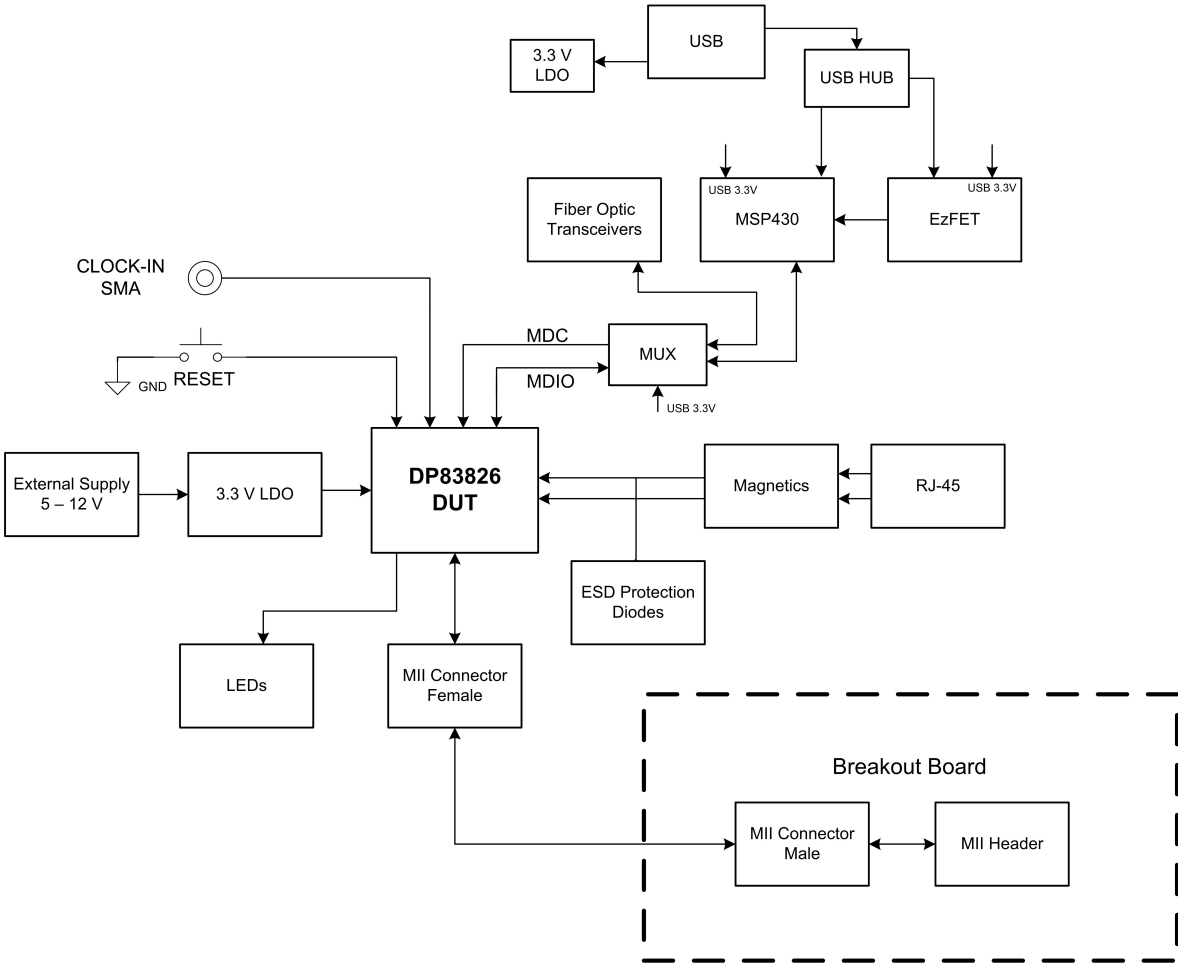 USB
3.3 V
LDO
USB HUB
USB 3.3V
MSP430
USB 3.3V
EzFET
Fiber Optic
Transceivers
CLOCK-IN
SMA
GND
RESET
MDC
MDIO
MUX
USB 3.3V
External Supply
5 – 12 V
3.3 V LDO
DP83826
DUT
Magnetics
RJ-45
ESD Protection
Diodes
LEDs
MII Connector
Female
Breakout Board
MII Connector
Male
MII Header